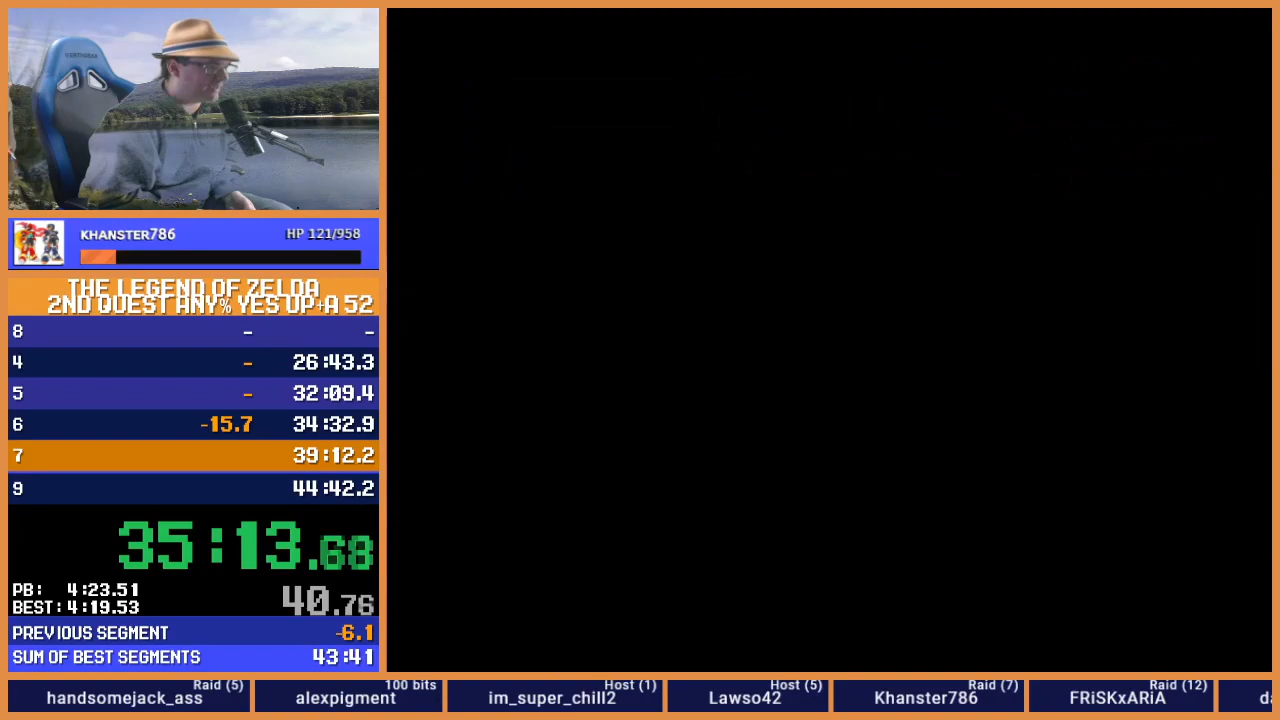 KHANSTER786 HP 121/958
THE LEGEND OF ZELDA
2ND QUEST ANY% YES UP+A 52
8 - -
4 - 26:43.3
5 - 32:09.4
6 -15.7 34:32.9
7 39:12.2
9 44:42.2
35:13.68
PB: 4:23.51
BEST: 4:19.53
40.76
PREVIOUS SEGMENT -6.1
SUM OF BEST SEGMENTS 43:41
Raid (5)
handsomejack_ass
100 bits
alexpigment
Host (1)
im_super_chill2
Host (5)
Lawso42
Raid (7)
Khanster786
Raid (12)
FRiSKxARiA